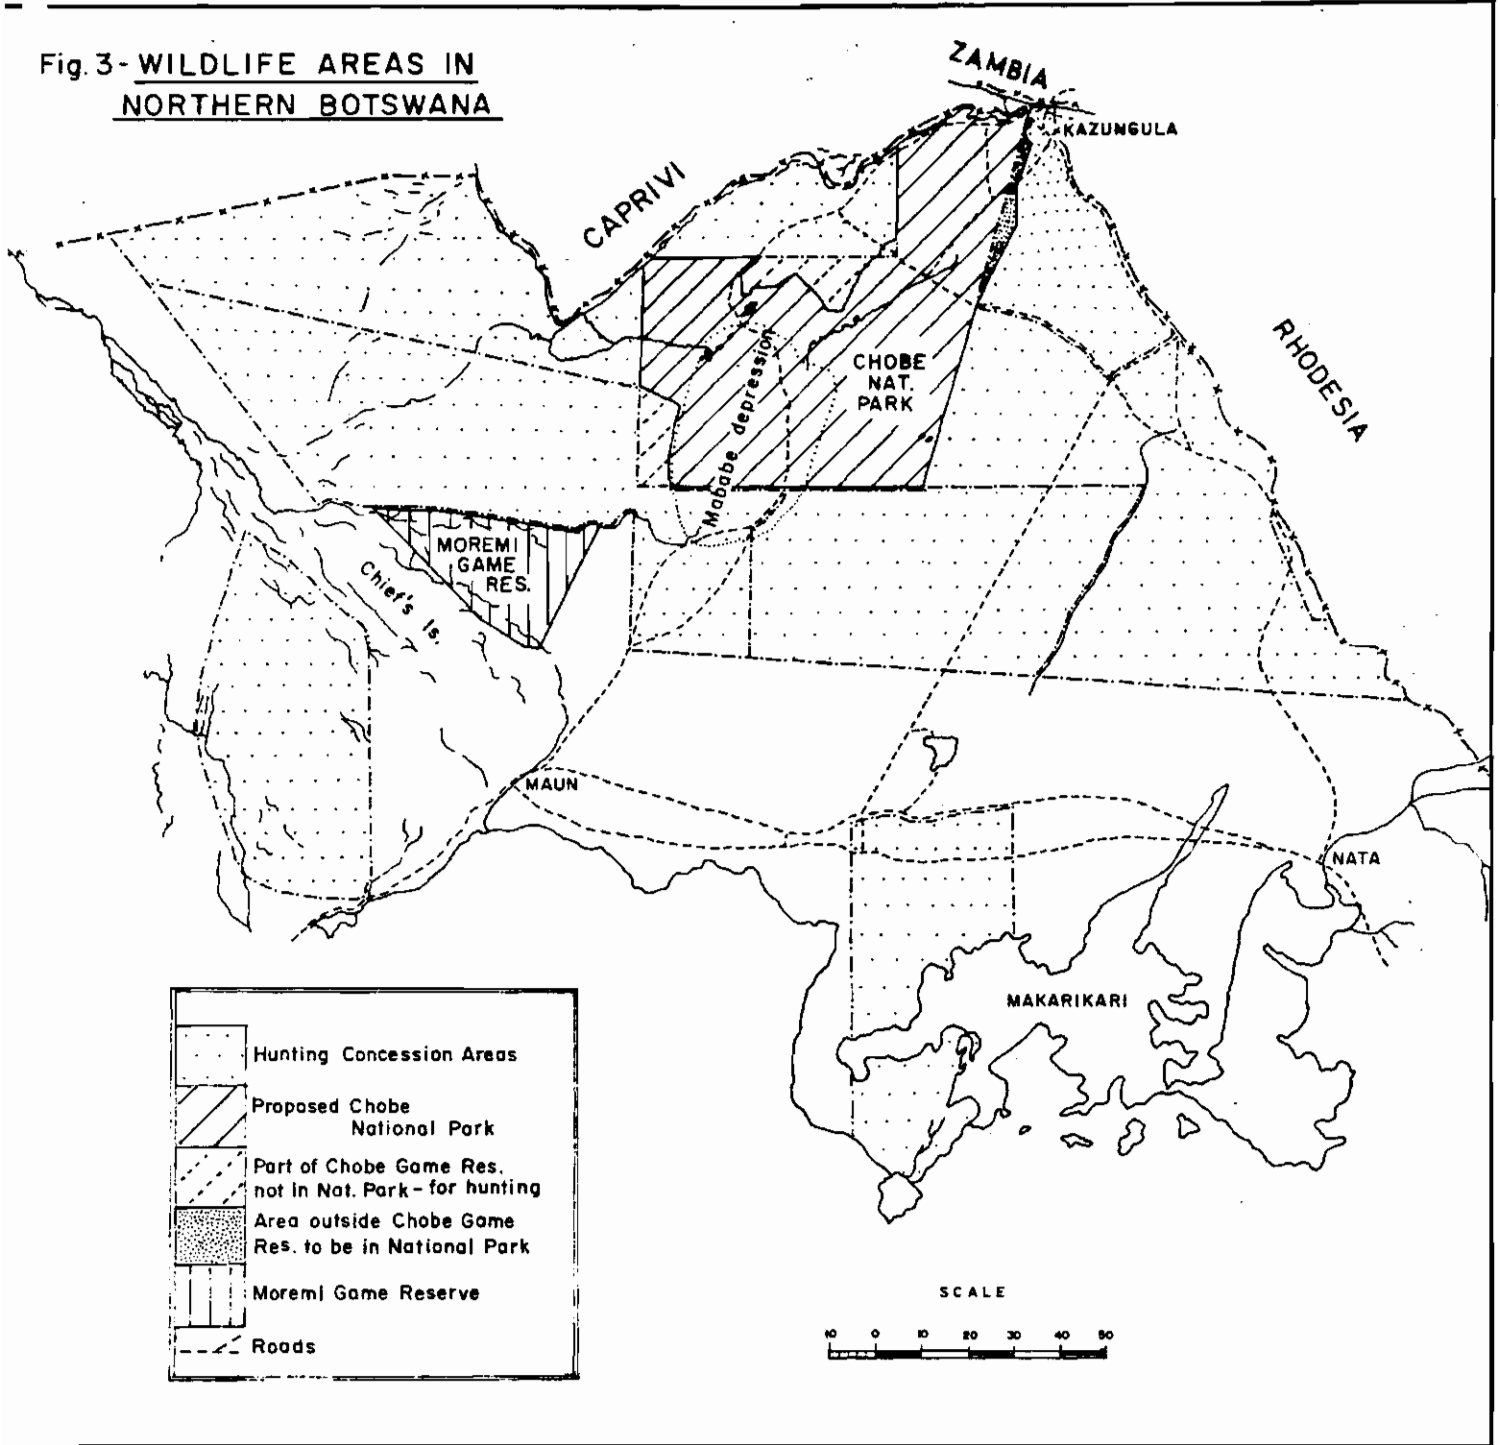 Fig. 3 - WILDLIFE AREAS IN
NORTHERN BOTSWANA
ZAMBIA
KAZUNGULA
CAPRIVI
RHODESIA
CHOBE
NAT.
PARK
Mababe depression
MOREMI
GAME
RES.
Chief's Is.
MAUN
NATA
MAKARIKARI
Hunting Concession Areas
Proposed Chobe
National Park
Part of Chobe Game Res.
not in Nat. Park - for hunting
Area outside Chobe Game
Res. to be in National Park
Moremi Game Reserve
Roads
SCALE
10 0 10 20 30 40 50